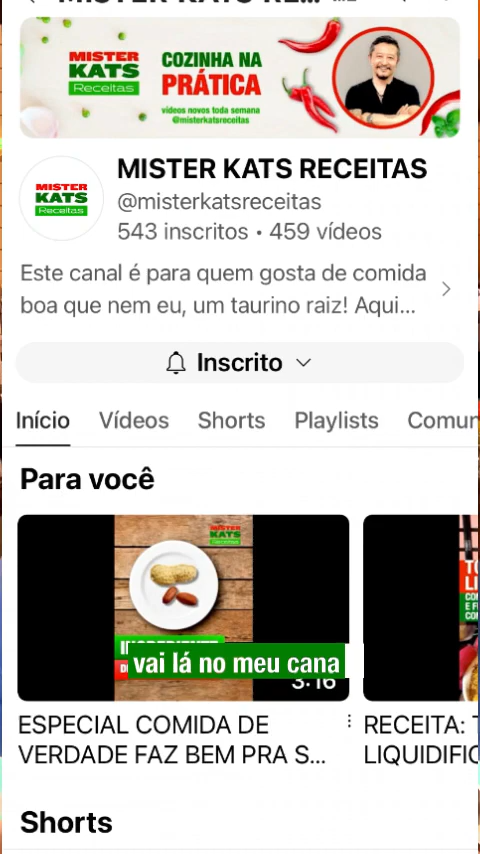 MISTER
KATS
Receitas
COZINHA NA
PRÁTICA
vídeos novos toda semana
@misterkatsreceitas
MISTER
KATS
Receitas
MISTER KATS RECEITAS
@misterkatsreceitas
543 inscritos • 459 vídeos
Este canal é para quem gosta de comida
boa que nem eu, um taurino raiz! Aqui...
Inscrito
Início Vídeos Shorts Playlists Comun
Para você
MISTER
KATS
Receitas
vai lá no meu cana
3:16
ESPECIAL COMIDA DE
VERDADE FAZ BEM PRA S...
RECEITA:
LIQUIDIFIC
Shorts